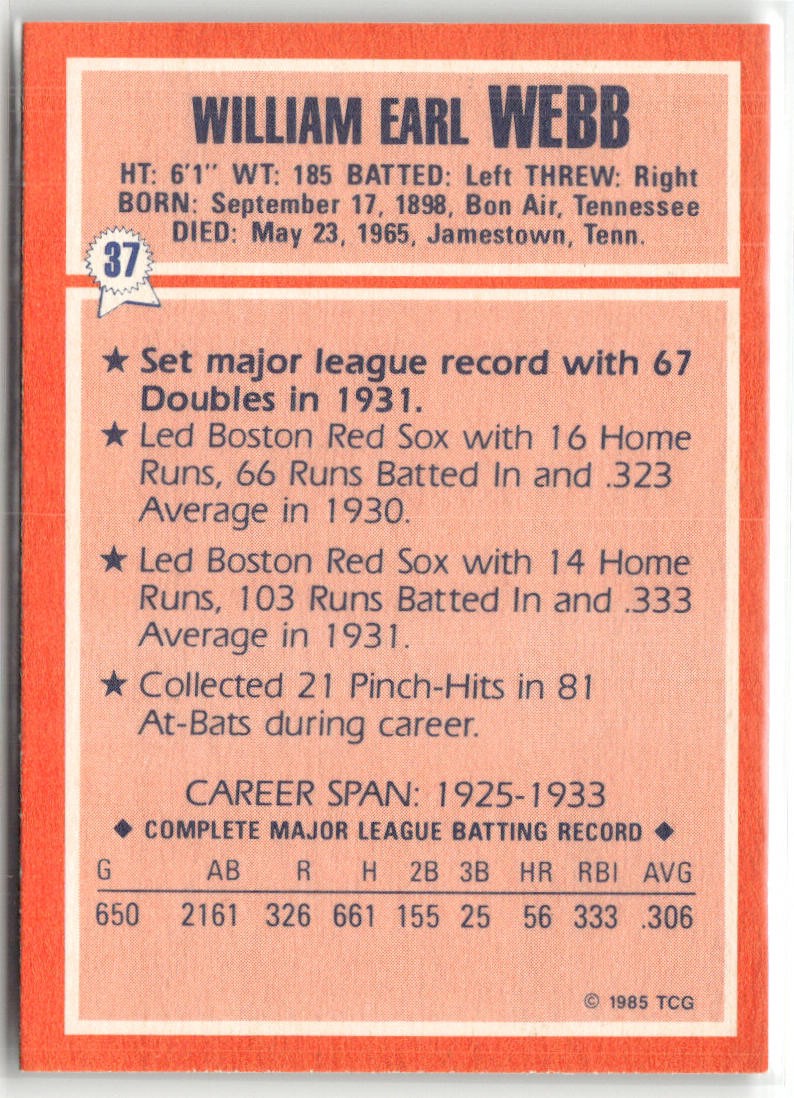 WILLIAM EARL WEBB
HT: 6'1" WT: 185 BATTED: Left THREW: Right
BORN: September 17, 1898, Bon Air, Tennessee
DIED: May 23, 1965, Jamestown, Tenn.
37
★ Set major league record with 67
Doubles in 1931.
★ Led Boston Red Sox with 16 Home
Runs, 66 Runs Batted In and .323
Average in 1930.
★ Led Boston Red Sox with 14 Home
Runs, 103 Runs Batted In and .333
Average in 1931.
★ Collected 21 Pinch-Hits in 81
At-Bats during career.
CAREER SPAN: 1925-1933
◆ COMPLETE MAJOR LEAGUE BATTING RECORD ◆
G AB R H 2B 3B HR RBI AVG
650 2161 326 661 155 25 56 333 .306
© 1985 TCG